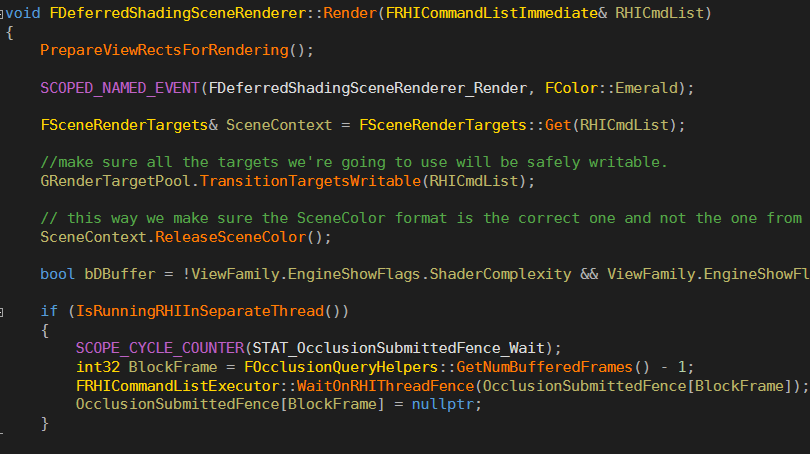 void FDeferredShadingSceneRenderer::Render(FRHICommandListImmediate& RHICmdList)
{
    PrepareViewRectsForRendering();

    SCOPED_NAMED_EVENT(FDeferredShadingSceneRenderer_Render, FColor::Emerald);

    FSceneRenderTargets& SceneContext = FSceneRenderTargets::Get(RHICmdList);

    //make sure all the targets we're going to use will be safely writable.
    GRenderTargetPool.TransitionTargetsWritable(RHICmdList);

    // this way we make sure the SceneColor format is the correct one and not the one from
    SceneContext.ReleaseSceneColor();

    bool bDBuffer = !ViewFamily.EngineShowFlags.ShaderComplexity && ViewFamily.EngineShowFl

    if (IsRunningRHIInSeparateThread())
    {
        SCOPE_CYCLE_COUNTER(STAT_OcclusionSubmittedFence_Wait);
        int32 BlockFrame = FOcclusionQueryHelpers::GetNumBufferedFrames() - 1;
        FRHICommandListExecutor::WaitOnRHIThreadFence(OcclusionSubmittedFence[BlockFrame]);
        OcclusionSubmittedFence[BlockFrame] = nullptr;
    }